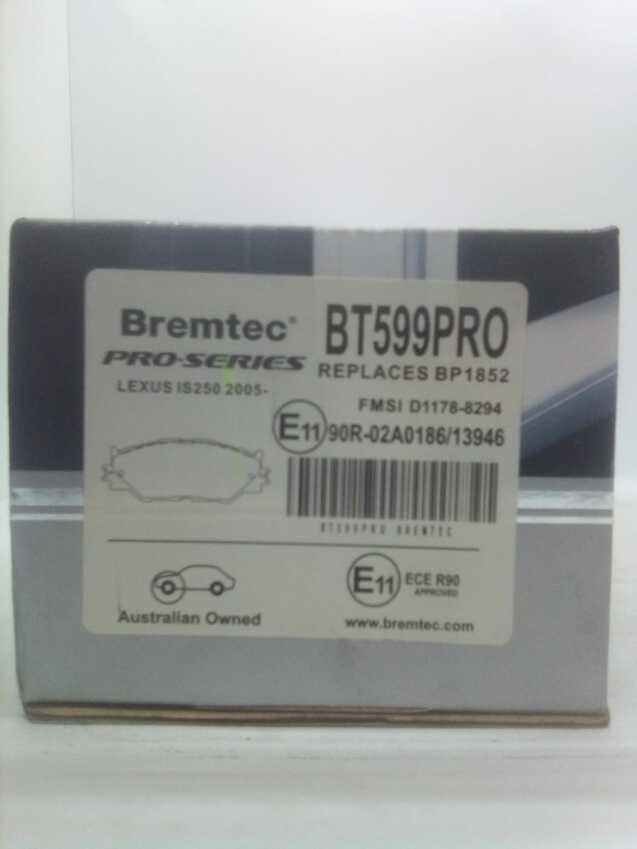 Bremtec®
PRO-SERIES
LEXUS IS250 2005-
BT599PRO
REPLACES BP1852
FMSI D1178-8294
E11 90R-02A0186/13946
BT599PRO BREMTEC
Australian Owned
E11 ECE R90
APPROVED
www.bremtec.com